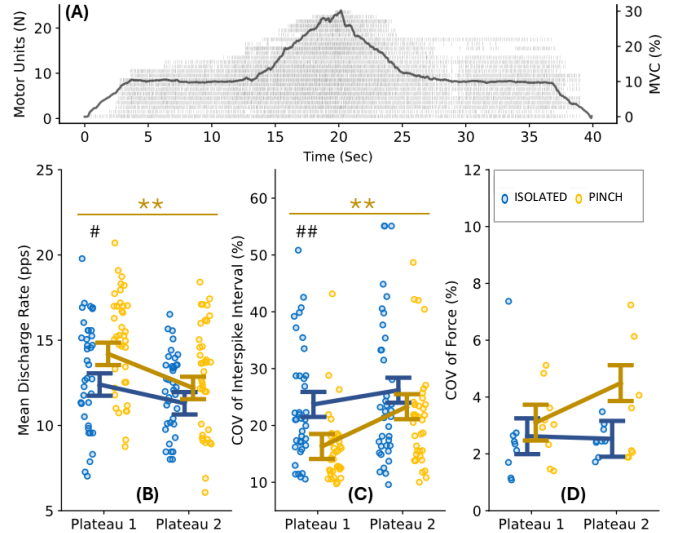 (A)
Motor Units (N)
20
10
0
30
20
10
0
MVC (%)
0 5 10 15 20 25 30 35 40
Time (Sec)
Mean Discharge Rate (pps)
25
20
15
10
5
**
#
(B)
Plateau 1 Plateau 2
COV of Interspike Interval (%)
60
50
40
30
20
10
**
##
(C)
Plateau 1 Plateau 2
COV of Force (%)
12
10
8
6
4
2
0
ISOLATED PINCH
(D)
Plateau 1 Plateau 2